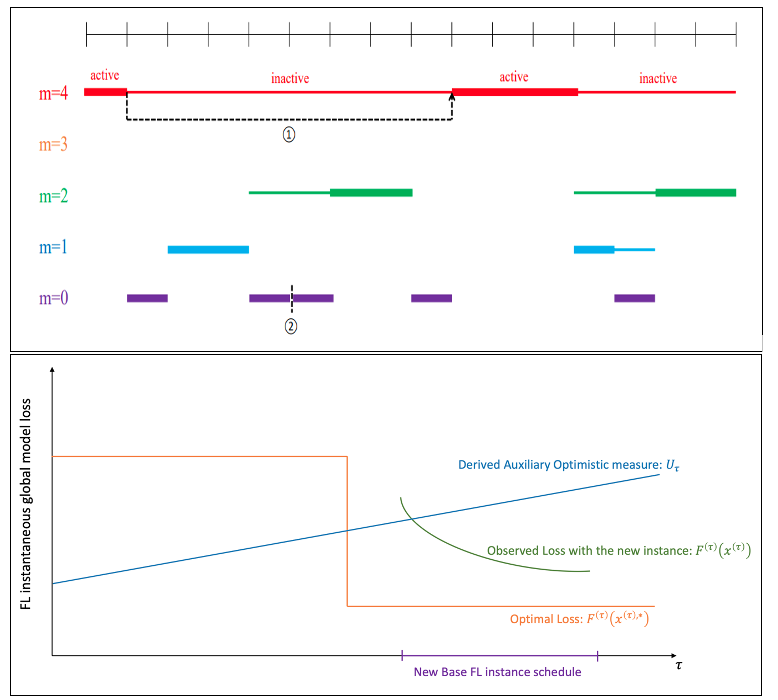 active
inactive
active
inactive
m=4
①
m=3
m=2
m=1
m=0
②
FL instantaneous global model loss
Derived Auxiliary Optimistic measure: U_τ
Observed Loss with the new instance: F^(τ)(x^(τ))
Optimal Loss: F^(τ)(x^(τ),*)
τ
New Base FL instance schedule